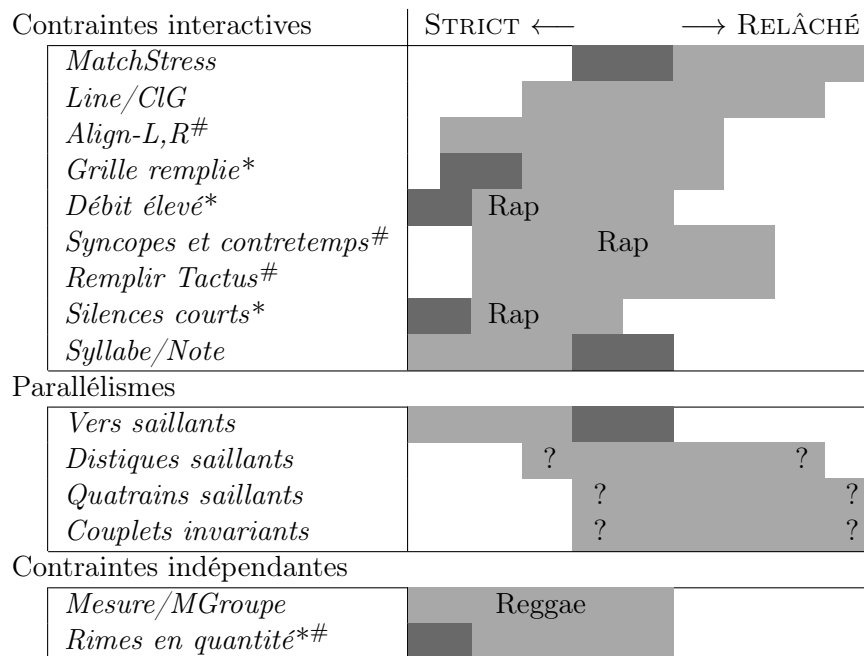 Contraintes interactives STRICT ⟵ ⟶ RELÂCHÉ
MatchStress
Line/ClG
Align-L,R#
Grille remplie*
Débit élevé* Rap
Syncopes et contretemps# Rap
Remplir Tactus#
Silences courts* Rap
Syllabe/Note
Parallélismes
Vers saillants
Distiques saillants ? ?
Quatrains saillants ? ?
Couplets invariants ? ?
Contraintes indépendantes
Mesure/MGroupe Reggae
Rimes en quantité*#